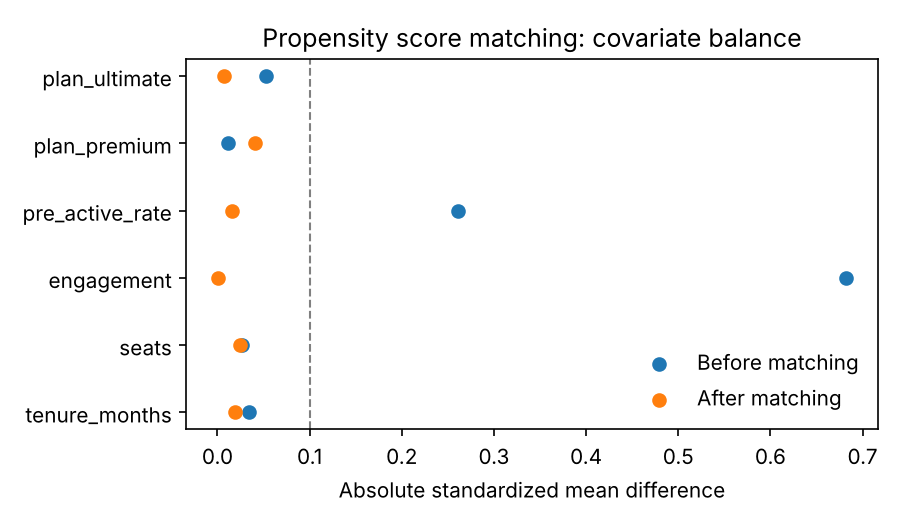 Propensity score matching: covariate balance
plan_ultimate
plan_premium
pre_active_rate
engagement
seats
tenure_months
Before matching
After matching
0.0 0.1 0.2 0.3 0.4 0.5 0.6 0.7
Absolute standardized mean difference